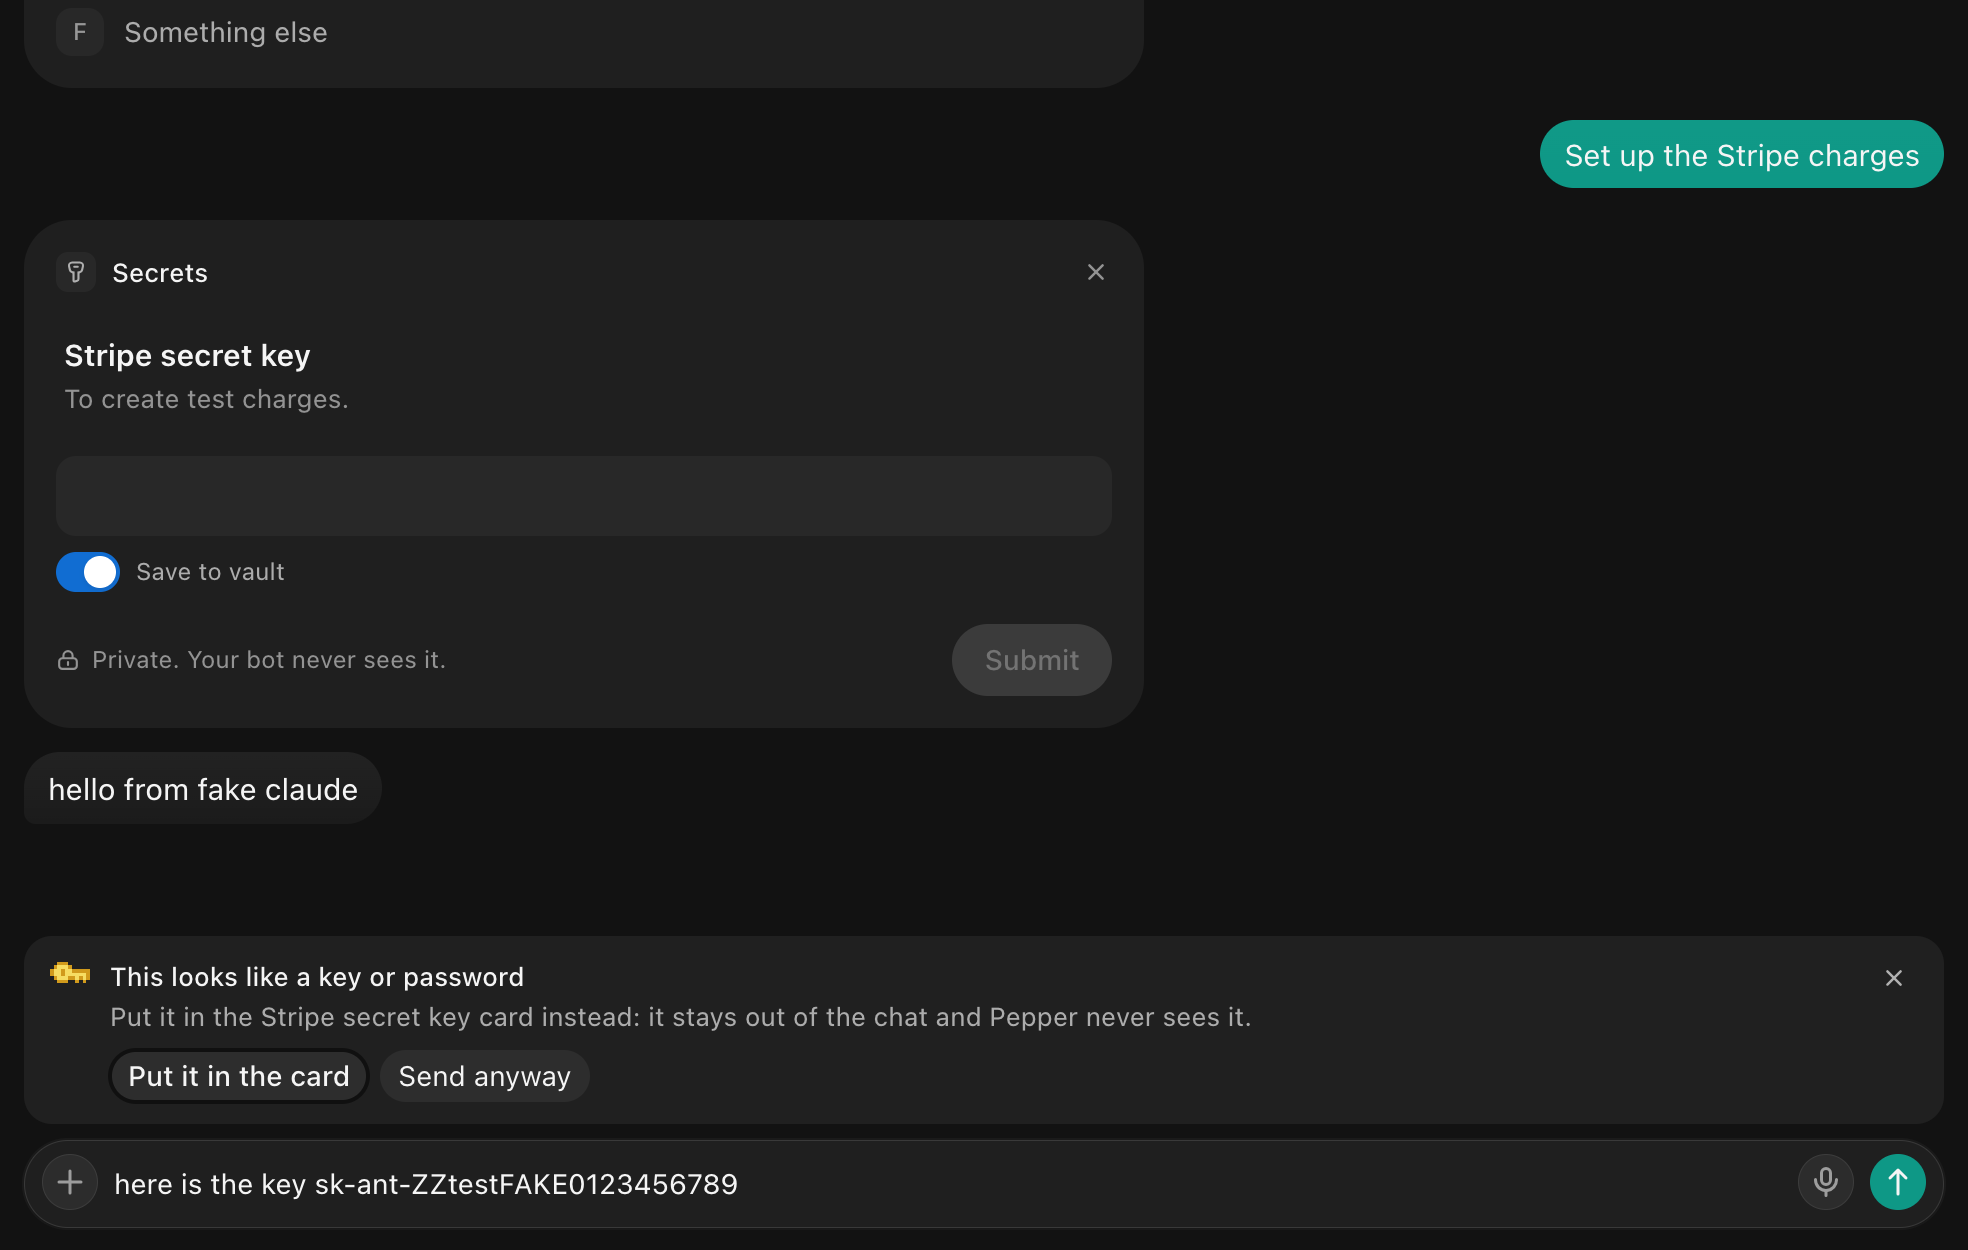 F
Something else
Set up the Stripe charges
Secrets
Stripe secret key
To create test charges.
Save to vault
Private. Your bot never sees it.
Submit
hello from fake claude
This looks like a key or password
Put it in the Stripe secret key card instead: it stays out of the chat and Pepper never sees it.
Put it in the card
Send anyway
here is the key sk-ant-ZZtestFAKE0123456789